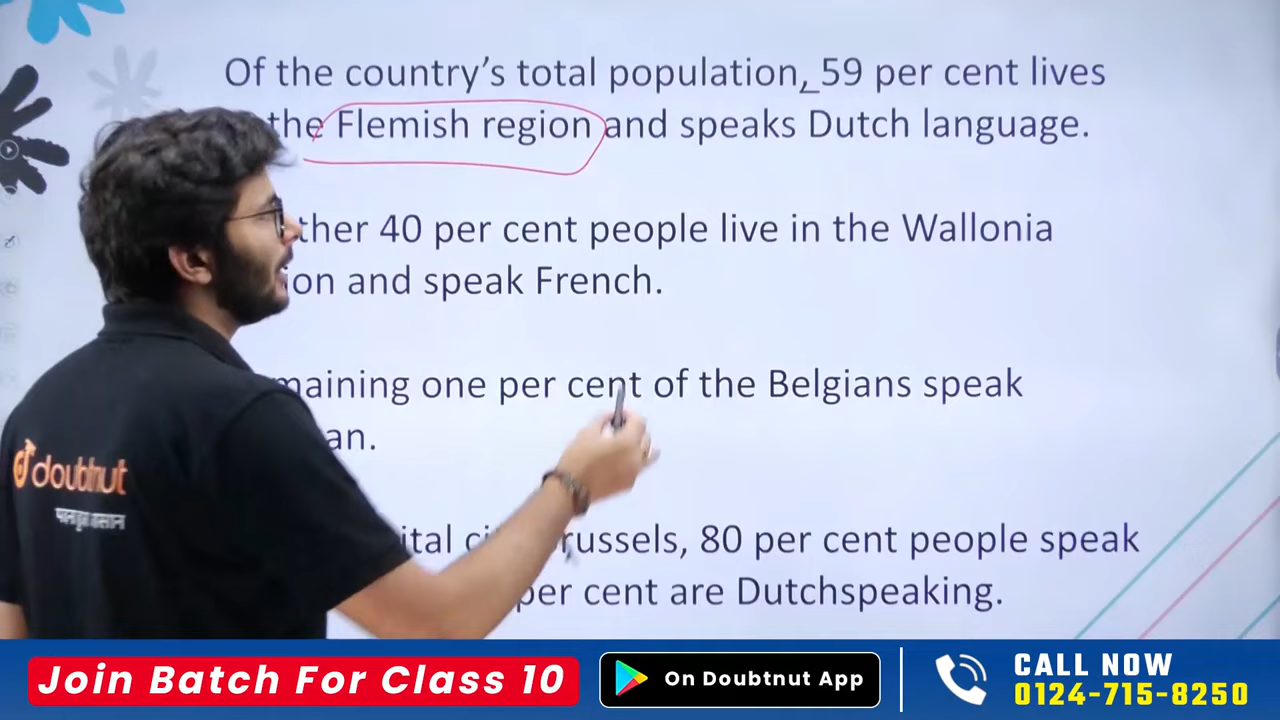 Of the country’s total population, 59 per cent lives
the Flemish region and speaks Dutch language.
ther 40 per cent people live in the Wallonia
ion and speak French.
maining one per cent of the Belgians speak
an.
ital ci russels, 80 per cent people speak
per cent are Dutchspeaking.
doubtnut
Join Batch For Class 10
On Doubtnut App
CALL NOW
0124-715-8250